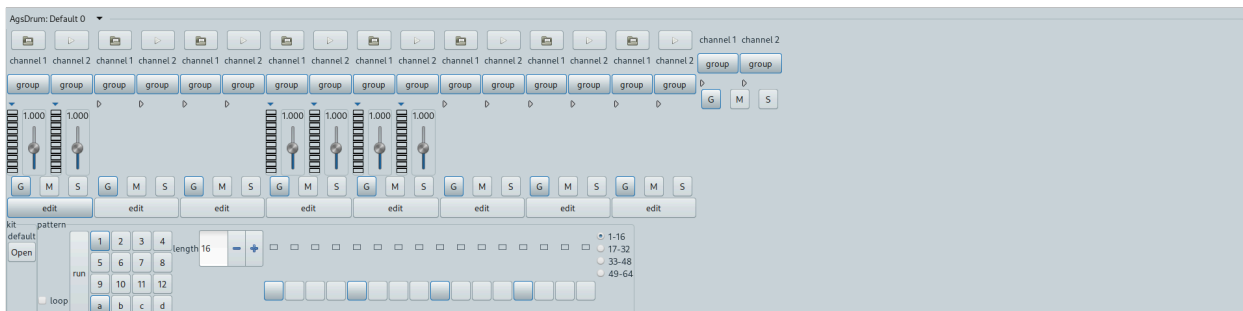 AgsDrum: Default 0
channel 1 channel 2
channel 1 channel 2 channel 1 channel 2 channel 1 channel 2 channel 1 channel 2 channel 1 channel 2 channel 1 channel 2 channel 1 channel 2 channel 1 channel 2
group group
group group group group group group group group group group group group group group group group
G M S
1.000 1.000 1.000 1.000 1.000 1.000
G M S G M S G M S G M S G M S G M S G M S G M S
edit edit edit edit edit edit edit edit
kit pattern
default
Open
run
loop
1 2 3 4
5 6 7 8
9 10 11 12
a b c d
length 16
1-16
17-32
33-48
49-64